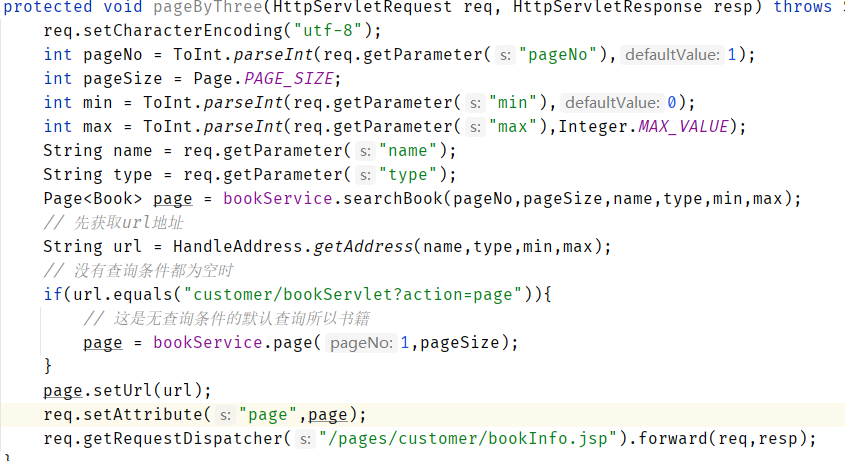 protected void pageByThree(HttpServletRequest req, HttpServletResponse resp) throws
req.setCharacterEncoding("utf-8");
int pageNo = ToInt.parseInt(req.getParameter( s: "pageNo"), defaultValue: 1);
int pageSize = Page.PAGE_SIZE;
int min = ToInt.parseInt(req.getParameter( s: "min"), defaultValue: 0);
int max = ToInt.parseInt(req.getParameter( s: "max"),Integer.MAX_VALUE);
String name = req.getParameter( s: "name");
String type = req.getParameter( s: "type");
Page<Book> page = bookService.searchBook(pageNo,pageSize,name,type,min,max);
// 先获取url地址
String url = HandleAddress.getAddress(name,type,min,max);
// 没有查询条件都为空时
if(url.equals("customer/bookServlet?action=page")){
// 这是无查询条件的默认查询所以书籍
page = bookService.page( pageNo: 1,pageSize);
}
page.setUrl(url);
req.setAttribute( s: "page",page);
req.getRequestDispatcher( s: "/pages/customer/bookInfo.jsp").forward(req,resp);